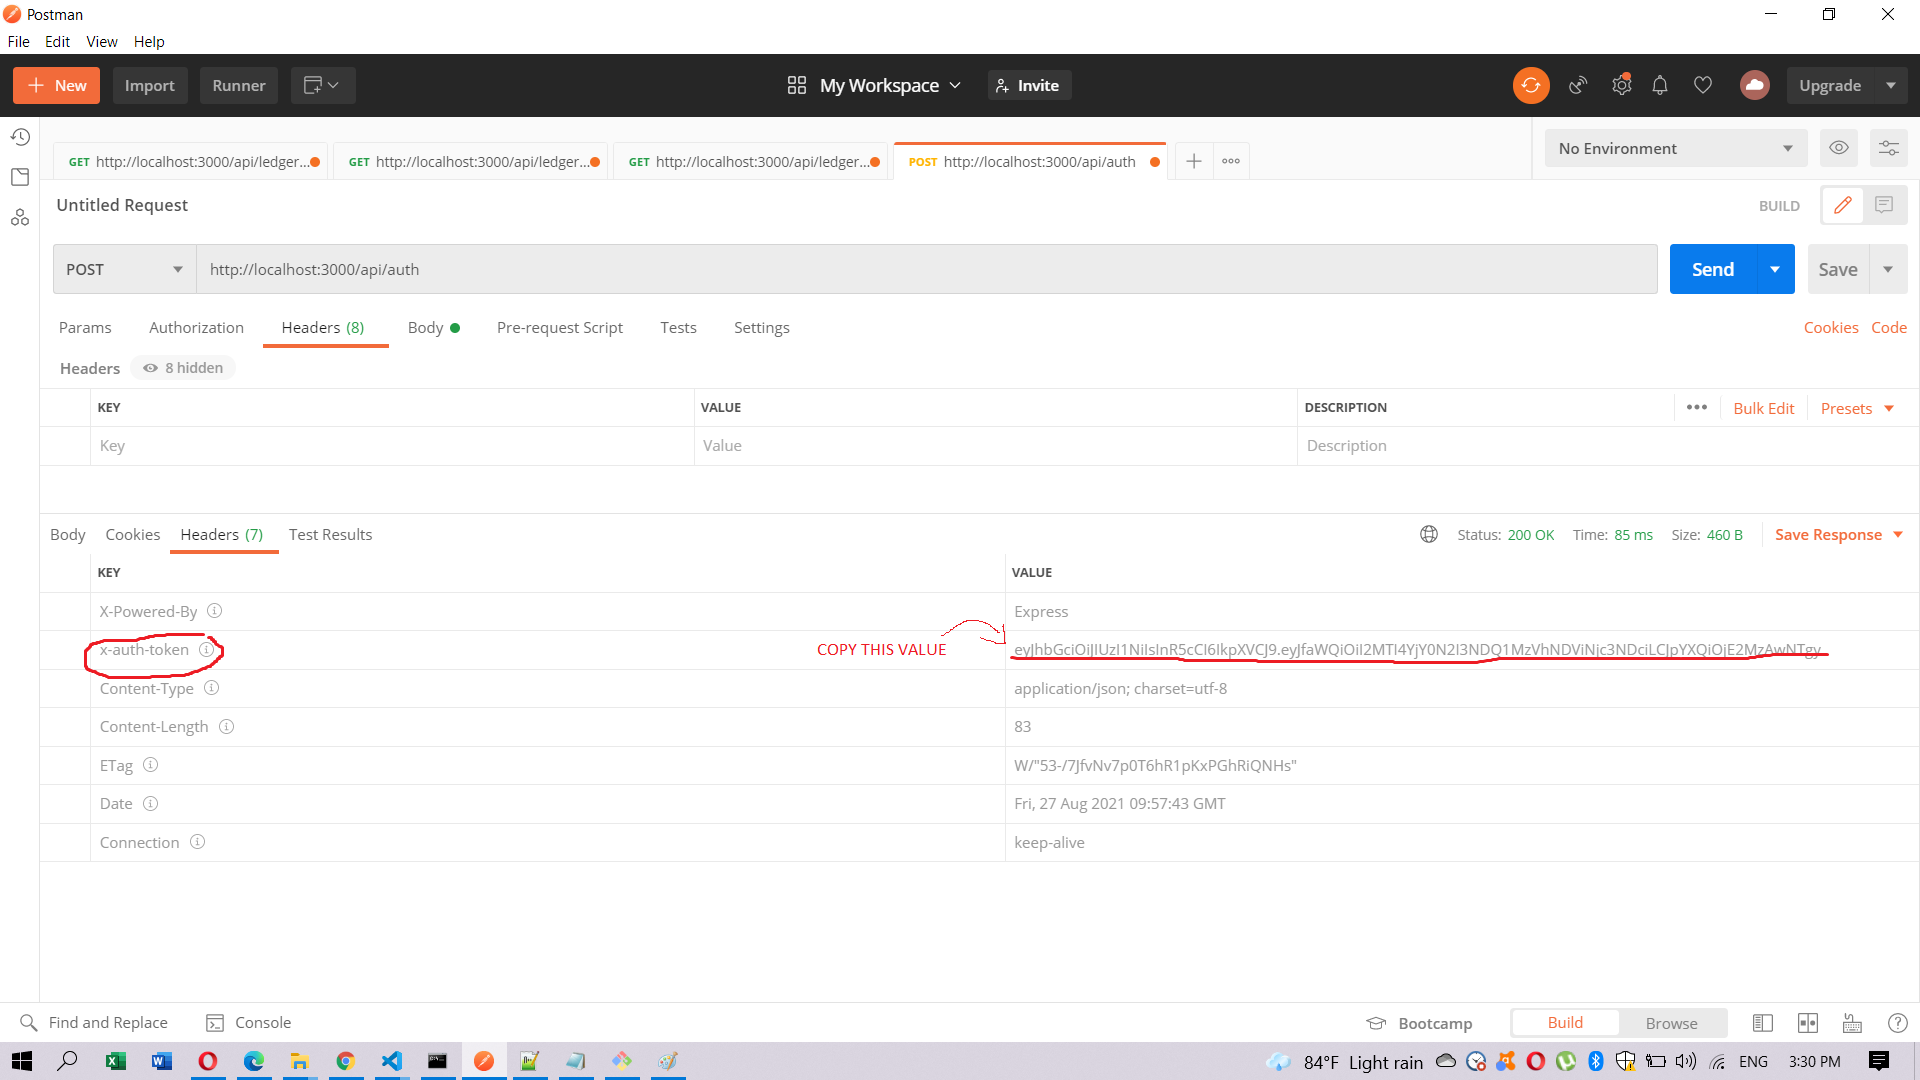 Postman
File Edit View Help
New Import Runner My Workspace Invite Upgrade
GET http://localhost:3000/api/ledger... GET http://localhost:3000/api/ledger... GET http://localhost:3000/api/ledger... POST http://localhost:3000/api/auth No Environment
Untitled Request BUILD
POST http://localhost:3000/api/auth Send Save
Params Authorization Headers (8) Body Pre-request Script Tests Settings Cookies Code
Headers 8 hidden
KEY VALUE DESCRIPTION Bulk Edit Presets
Key Value Description
Body Cookies Headers (7) Test Results Status: 200 OK Time: 85 ms Size: 460 B Save Response
KEY VALUE
X-Powered-By Express
x-auth-token COPY THIS VALUE
Content-Type application/json; charset=utf-8
Content-Length 83
ETag W/"53-/7JfvNv7p0T6hR1pKxPGhRiQNHs"
Date Fri, 27 Aug 2021 09:57:43 GMT
Connection keep-alive
Find and Replace Console Bootcamp Build Browse
84°F Light rain ENG 3:30 PM